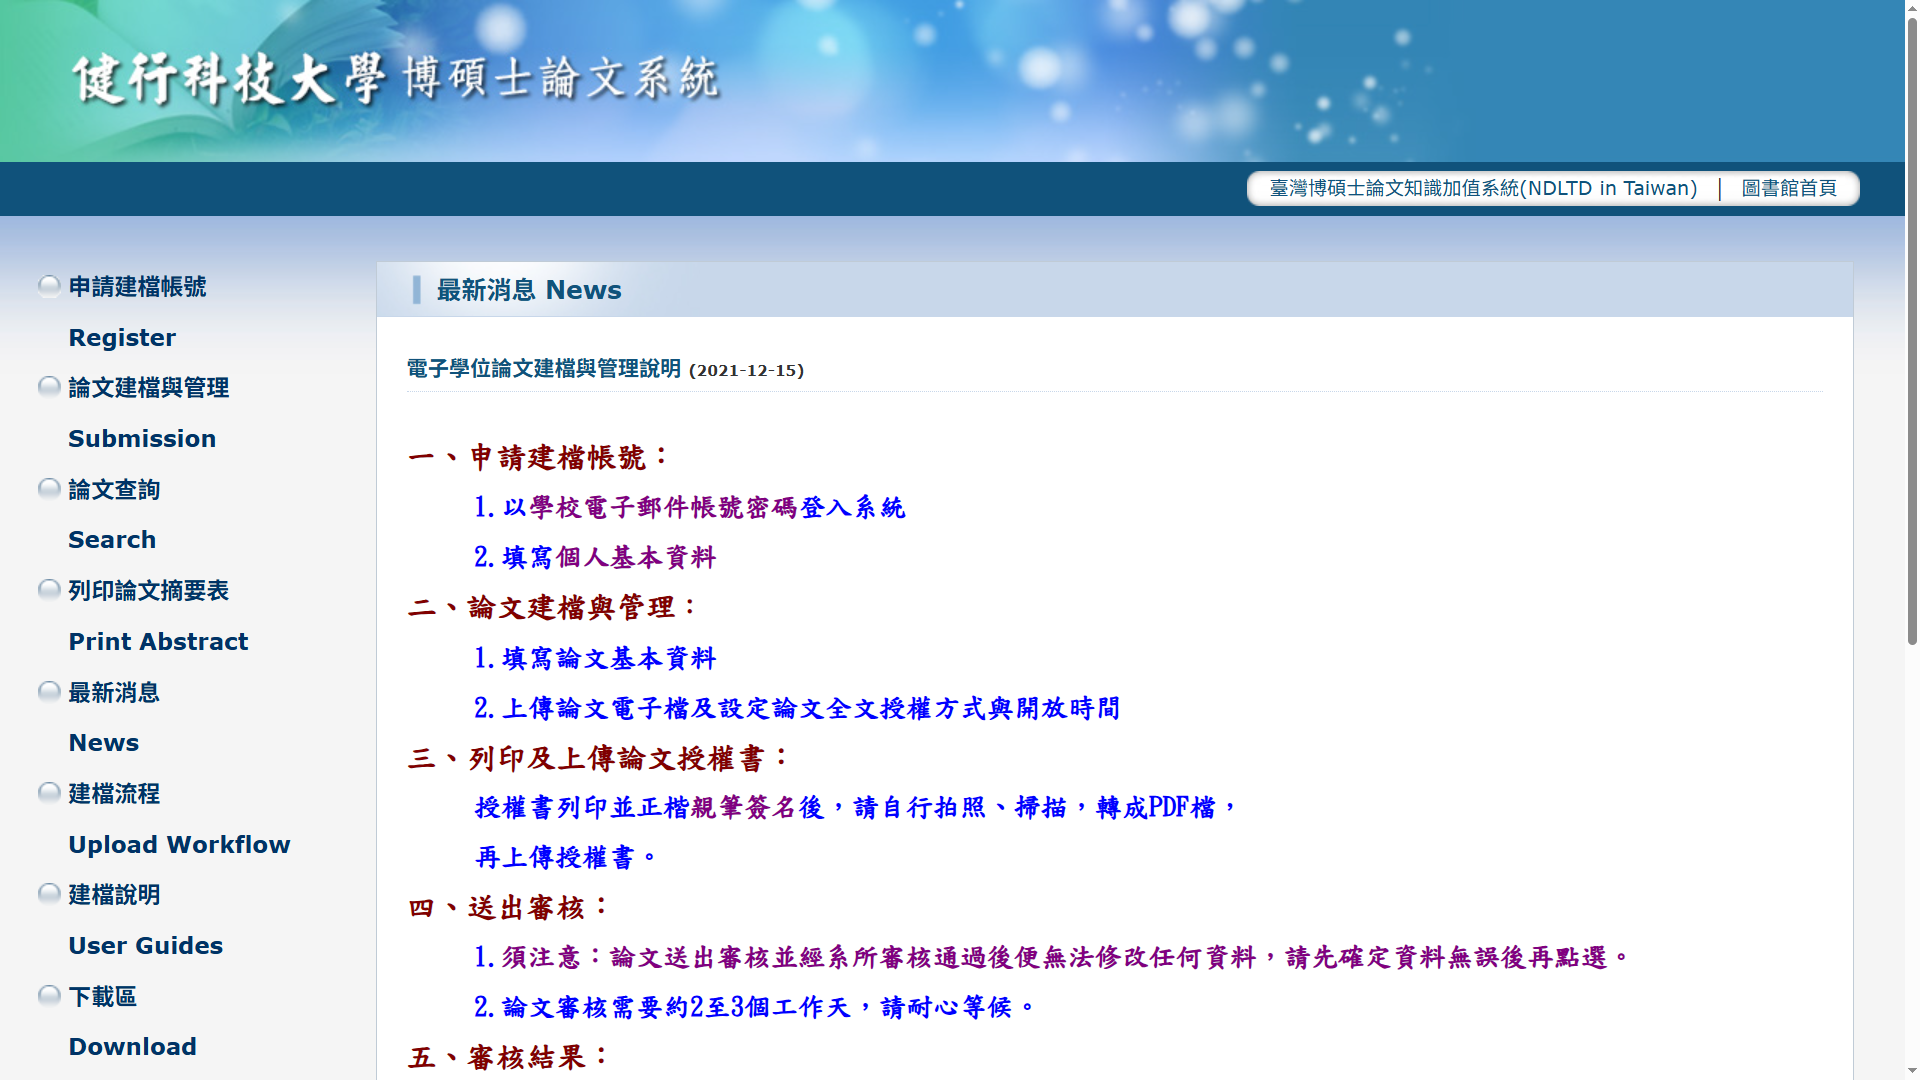 健行科技大學 博碩士論文系統
臺灣博碩士論文知識加值系統(NDLTD in Taiwan) | 圖書館首頁
申請建檔帳號
Register
論文建檔與管理
Submission
論文查詢
Search
列印論文摘要表
Print Abstract
最新消息
News
建檔流程
Upload Workflow
建檔說明
User Guides
下載區
Download
最新消息 News
電子學位論文建檔與管理說明 (2021-12-15)
一、申請建檔帳號：
1. 以學校電子郵件帳號密碼登入系統
2. 填寫個人基本資料
二、論文建檔與管理：
1. 填寫論文基本資料
2. 上傳論文電子檔及設定論文全文授權方式與開放時間
三、列印及上傳論文授權書：
授權書列印並正楷親筆簽名後，請自行拍照、掃描，轉成PDF檔，
再上傳授權書。
四、送出審核：
1. 須注意：論文送出審核並經系所審核通過後便無法修改任何資料，請先確定資料無誤後再點選。
2. 論文審核需要約2至3個工作天，請耐心等候。
五、審核結果：